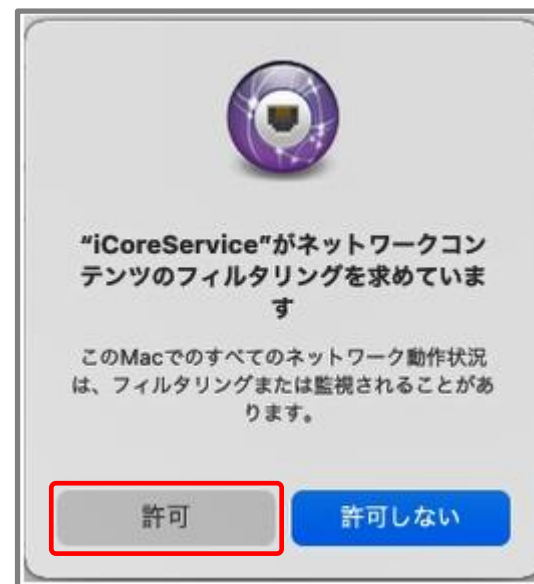 “iCoreService”がネットワークコン
テンツのフィルタリングを求めていま
す
このMacでのすべてのネットワーク動作状況
は、フィルタリングまたは監視されることがあ
ります。
許可
許可しない